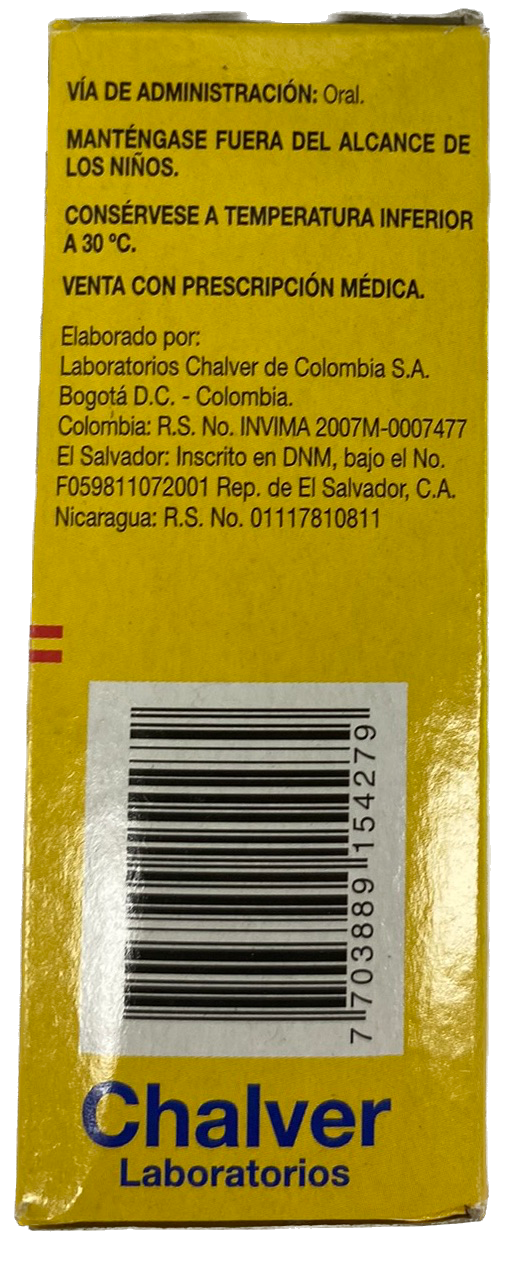 VÍA DE ADMINISTRACIÓN: Oral.
MANTÉNGASE FUERA DEL ALCANCE DE
LOS NIÑOS.
CONSÉRVESE A TEMPERATURA INFERIOR
A 30 ºC.
VENTA CON PRESCRIPCIÓN MÉDICA.
Elaborado por:
Laboratorios Chalver de Colombia S.A.
Bogotá D.C. - Colombia.
Colombia: R.S. No. INVIMA 2007M-0007477
El Salvador: Inscrito en DNM, bajo el No.
F059811072001 Rep. de El Salvador, C.A.
Nicaragua: R.S. No. 01117810811
7 703889 154279
Chalver
Laboratorios